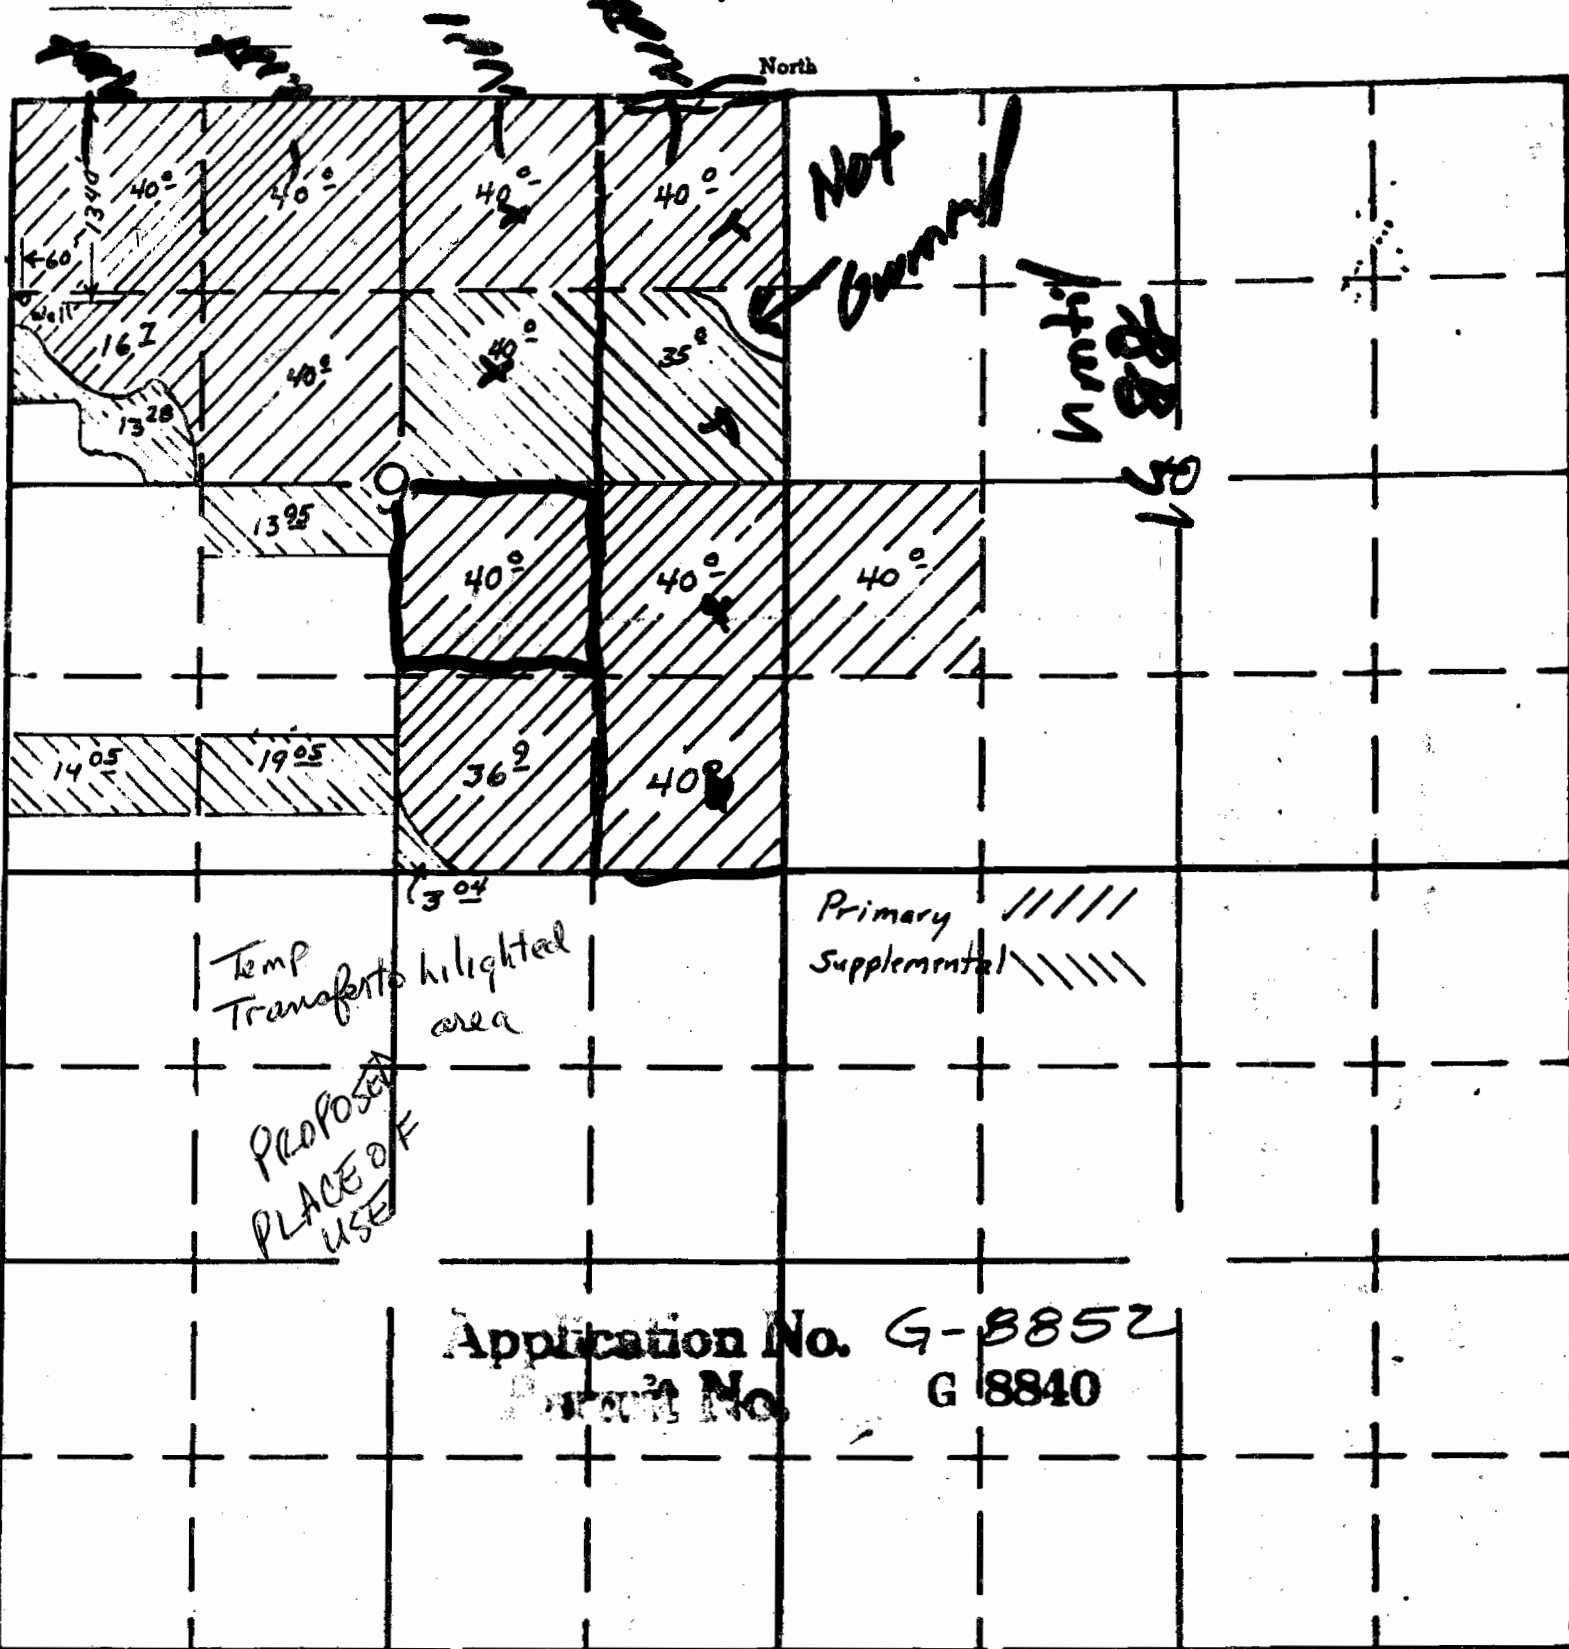 North
40 0
40 0
40 0
40 0
Not
1340
←60
well
16 7
40 0
40 0
35 0
13 28
13 95
40 0
40 0
40 0
14 05
19 05
36 9
40 0
3 04
Primary
Supplemental
Temp
Transfer to hilighted
area
PROPOSED
PLACE OF
USE
Application No. G-8852
Permit No. G 8840